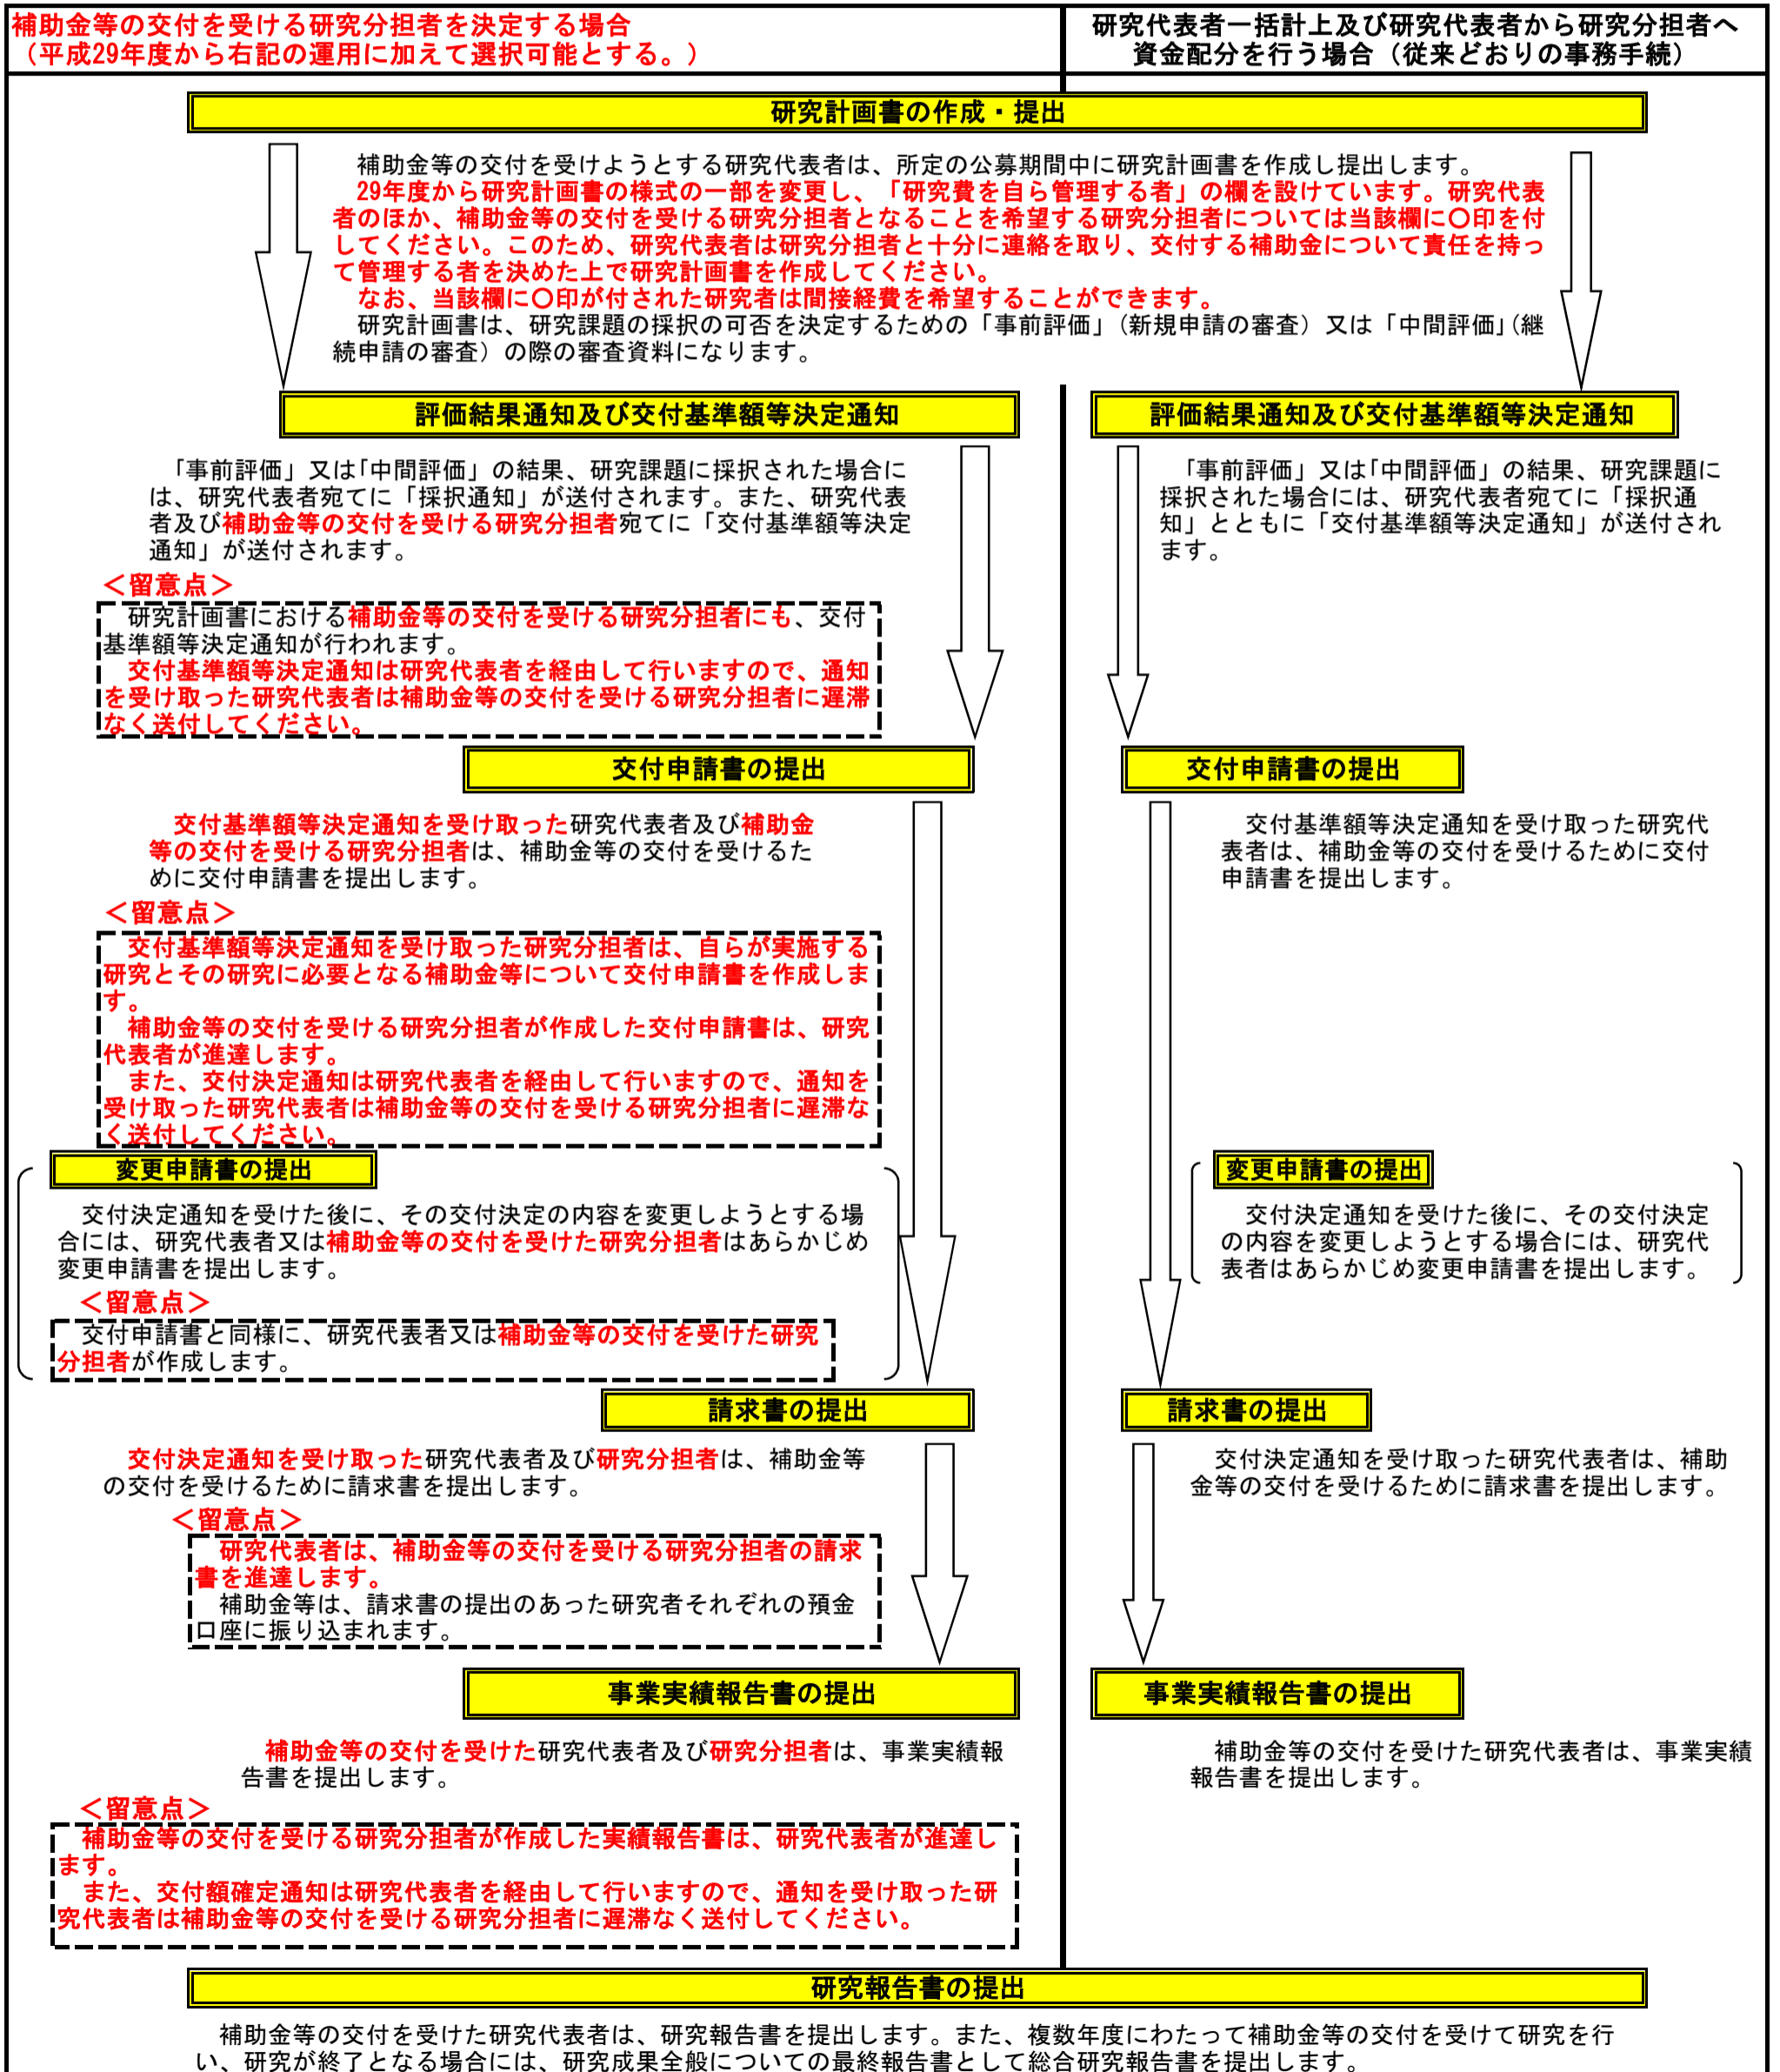 補助金等の交付を受ける研究分担者を決定する場合
（平成29年度から右記の運用に加えて選択可能とする。）
研究代表者一括計上及び研究代表者から研究分担者へ
資金配分を行う場合（従来どおりの事務手続）
研究計画書の作成・提出
補助金等の交付を受けようとする研究代表者は、所定の公募期間中に研究計画書を作成し提出します。
29年度から研究計画書の様式の一部を変更し、「研究費を自ら管理する者」の欄を設けています。研究代表
者のほか、補助金等の交付を受ける研究分担者となることを希望する研究分担者については当該欄に〇印を付
してください。このため、研究代表者は研究分担者と十分に連絡を取り、交付する補助金について責任を持っ
て管理する者を決めた上で研究計画書を作成してください。
なお、当該欄に〇印が付された研究者は間接経費を希望することができます。
研究計画書は、研究課題の採択の可否を決定するための「事前評価」（新規申請の審査）又は「中間評価」（継
続申請の審査）の際の審査資料になります。
評価結果通知及び交付基準額等決定通知
「事前評価」又は「中間評価」の結果、研究課題に採択された場合に
は、研究代表者宛てに「採択通知」が送付されます。また、研究代表
者及び補助金等の交付を受ける研究分担者宛てに「交付基準額等決定
通知」が送付されます。
＜留意点＞
研究計画書における補助金等の交付を受ける研究分担者にも、交付
基準額等決定通知が行われます。
交付基準額等決定通知は研究代表者を経由して行いますので、通知
を受け取った研究代表者は補助金等の交付を受ける研究分担者に遅滞
なく送付してください。
評価結果通知及び交付基準額等決定通知
「事前評価」又は「中間評価」の結果、研究課題に
採択された場合には、研究代表者宛てに「採択通
知」とともに「交付基準額等決定通知」が送付され
ます。
交付申請書の提出
交付基準額等決定通知を受け取った研究代表者及び補助金
等の交付を受ける研究分担者は、補助金等の交付を受けるた
めに交付申請書を提出します。
＜留意点＞
交付基準額等決定通知を受け取った研究分担者は、自らが実施する
研究とその研究に必要となる補助金等について交付申請書を作成しま
す。
補助金等の交付を受ける研究分担者が作成した交付申請書は、研究
代表者が進達します。
また、交付決定通知は研究代表者を経由して行いますので、通知を
受け取った研究代表者は補助金等の交付を受ける研究分担者に遅滞な
く送付してください。
交付申請書の提出
交付基準額等決定通知を受け取った研究代
表者は、補助金等の交付を受けるために交付
申請書を提出します。
変更申請書の提出
交付決定通知を受けた後に、その交付決定の内容を変更しようとする場
合には、研究代表者又は補助金等の交付を受けた研究分担者はあらかじめ
変更申請書を提出します。
＜留意点＞
交付申請書と同様に、研究代表者又は補助金等の交付を受けた研究
分担者が作成します。
変更申請書の提出
交付決定通知を受けた後に、その交付決定
の内容を変更しようとする場合には、研究代
表者はあらかじめ変更申請書を提出します。
請求書の提出
交付決定通知を受け取った研究代表者及び研究分担者は、補助金等
の交付を受けるために請求書を提出します。
＜留意点＞
研究代表者は、補助金等の交付を受ける研究分担者の請求
書を進達します。
補助金等は、請求書の提出のあった研究者それぞれの預金
口座に振り込まれます。
請求書の提出
交付決定通知を受け取った研究代表者は、補助
金等の交付を受けるために請求書を提出します。
事業実績報告書の提出
補助金等の交付を受けた研究代表者及び研究分担者は、事業実績報
告書を提出します。
＜留意点＞
補助金等の交付を受ける研究分担者が作成した実績報告書は、研究代表者が進達し
ます。
また、交付額確定通知は研究代表者を経由して行いますので、通知を受け取った研
究代表者は補助金等の交付を受ける研究分担者に遅滞なく送付してください。
事業実績報告書の提出
補助金等の交付を受けた研究代表者は、事業実績
報告書を提出します。
研究報告書の提出
補助金等の交付を受けた研究代表者は、研究報告書を提出します。また、複数年度にわたって補助金等の交付を受けて研究を行
い、研究が終了となる場合には、研究成果全般についての最終報告書として総合研究報告書を提出します。